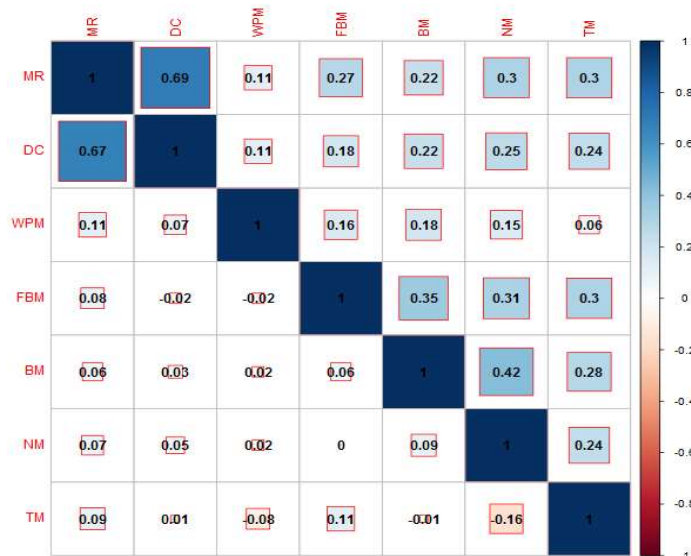 MR DC WPM FBM BM NM TM
MR 1 0.69 0.11 0.27 0.22 0.3 0.3
DC 0.67 1 0.11 0.18 0.22 0.25 0.24
WPM 0.11 0.07 1 0.16 0.18 0.15 0.06
FBM 0.08 -0.02 -0.02 1 0.35 0.31 0.3
BM 0.06 0.03 0.02 0.06 1 0.42 0.28
NM 0.07 0.05 0.02 0 0.09 1 0.24
TM 0.09 0.01 -0.08 0.11 -0.01 -0.16 1
0.8
0.6
0.4
0.2
0
-0.2
-0.4
-0.6
-0.8